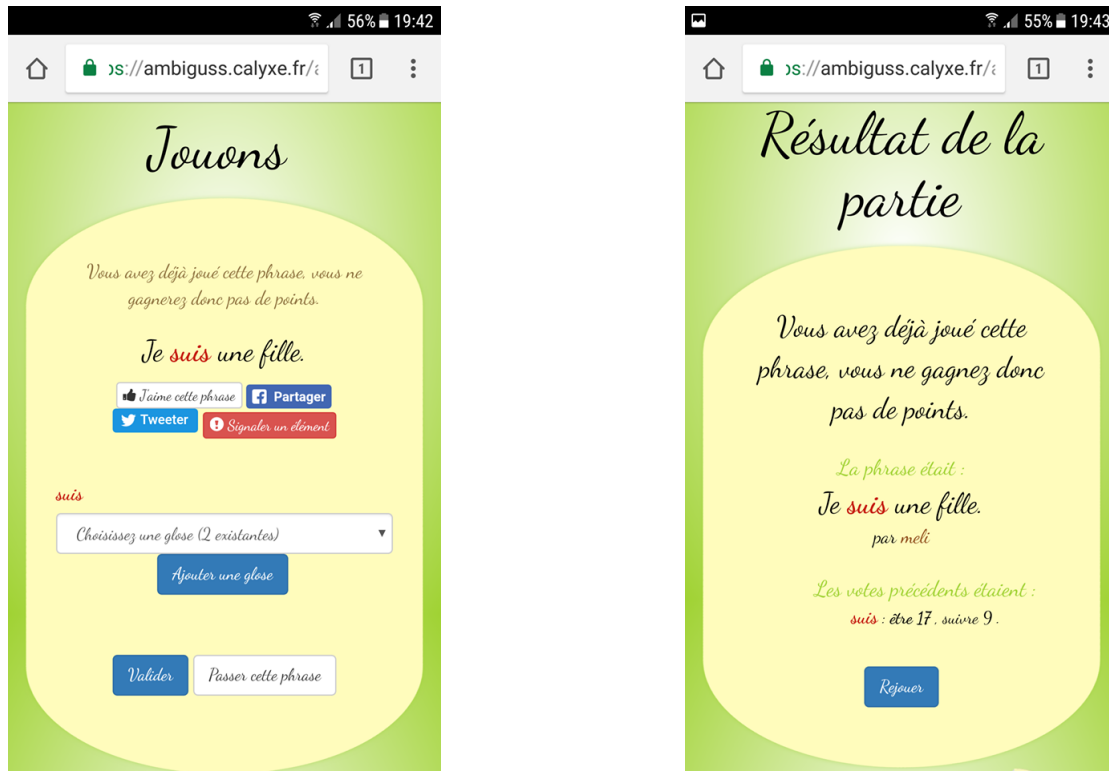 56% 19:42
ps://ambiguss.calyxe.fr/a
1
Jouons
Vous avez déjà joué cette phrase, vous ne
gagnerez donc pas de points.
Je suis une fille.
J'aime cette phrase Partager
Tweeter Signaler un élément
suis
Choisissez une glose (2 existantes)
Ajouter une glose
Valider Passer cette phrase
55% 19:43
ps://ambiguss.calyxe.fr/a
1
Résultat de la
partie
Vous avez déjà joué cette
phrase, vous ne gagnez donc
pas de points.
La phrase était :
Je suis une fille.
par meli
Les votes précédents étaient :
suis : être 17 , suivre 9 .
Rejouer